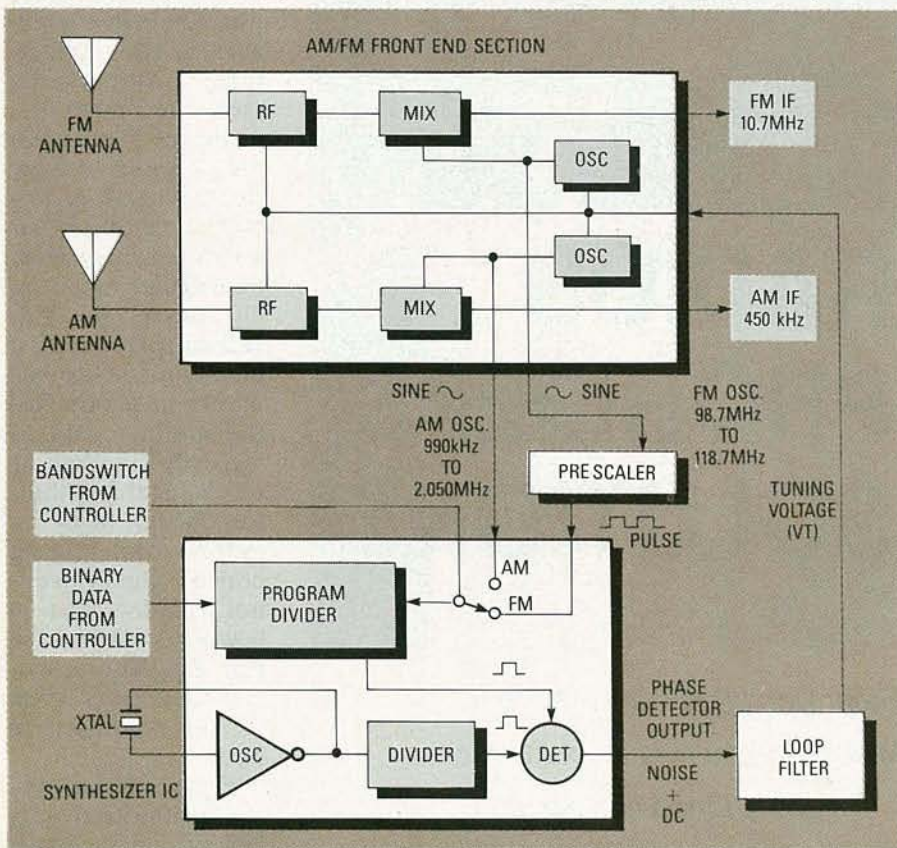 AM/FM FRONT END SECTION
FM
ANTENNA
RF
MIX
FM IF
10.7MHz
OSC
OSC
AM
ANTENNA
RF
MIX
AM IF
450 kHz
SINE
SINE
AM OSC.
990kHz
TO
2.050MHz
FM OSC.
98.7MHz
TO
118.7MHz
PRE SCALER
PULSE
TUNING
VOLTAGE
(VT)
BANDSWITCH
FROM
CONTROLLER
BINARY
DATA
FROM
CONTROLLER
PROGRAM
DIVIDER
AM
FM
XTAL
OSC
DIVIDER
DET
SYNTHESIZER IC
PHASE
DETECTOR
OUTPUT
NOISE
+
DC
LOOP
FILTER